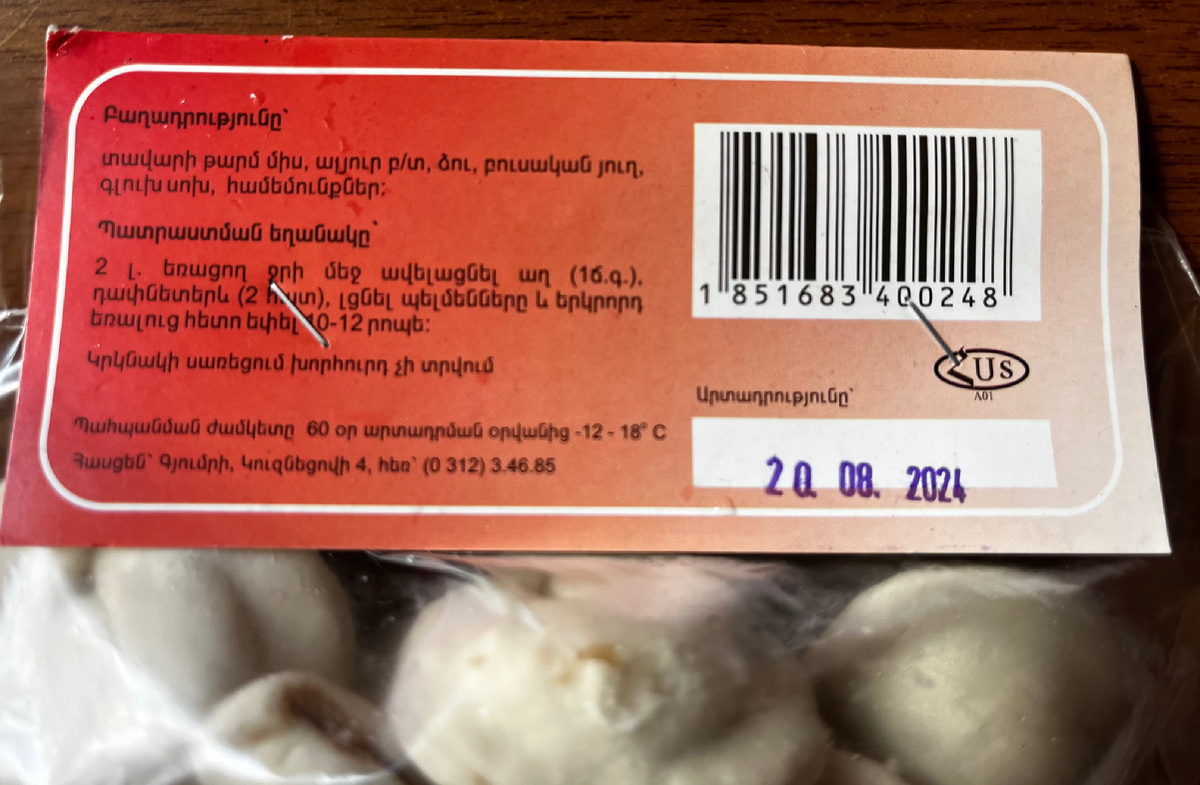 Բաղադրությունը՝
տավարի թարմ միս, ալյուր բ/տ, ձու, բուսական յուղ,
գլուխ սոխ, համեմունքներ:
Պատրաստման եղանակը՝
2 լ. եռացող ջրի մեջ ավելացնել աղ (1ճ.գ.),
դափնետերև (2 հատ), լցնել պելմենները և երկրորդ
եռալուց հետո եփել 10-12 րոպե:
Կրկնակի սառեցում խորհուրդ չի տրվում
Պահպանման ժամկետը 60 օր արտադրման օրվանից -12 - 18° C
Հասցեն՝ Գյումրի, Կուզնեցովի 4, հեռ՝ (0 312) 3.46.85
1 851683 400248
ՀԱՍ
A01
Արտադրությունը՝
20. 08. 2024